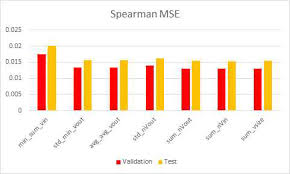 Spearman MSE
0.025
0.02
0.015
0.01
0.005
0
min_sum_vin
std_min_vout
avg_avg_vout
std_nVout
sum_nVout
sum_nVin
sum_vsize
Validation
Test